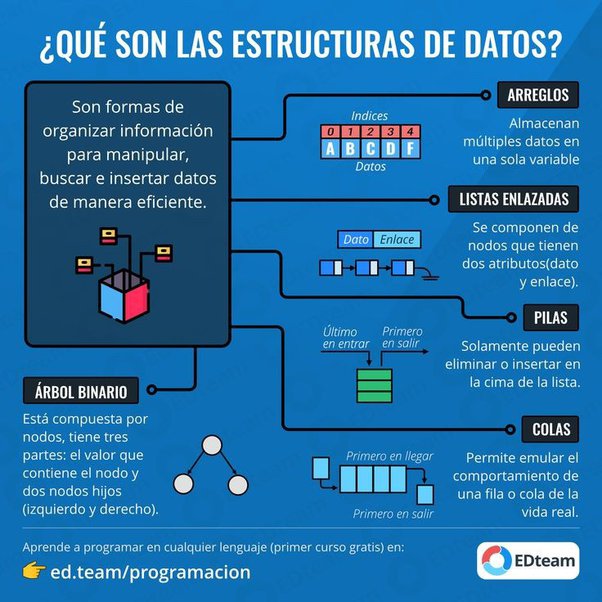 ¿QUÉ SON LAS ESTRUCTURAS DE DATOS?
Son formas de
organizar información
para manipular,
buscar e insertar datos
de manera eficiente.
ARREGLOS
Almacenan
múltiples datos en
una sola variable
Indices
0 1 2 3 4
A B C D F
Datos
LISTAS ENLAZADAS
Se componen de
nodos que tienen
dos atributos(dato
y enlace).
Dato Enlace
PILAS
Solamente pueden
eliminar o insertar en
la cima de la lista.
Último
en entrar
Primero
en salir
COLAS
Permite emular el
comportamiento de
una fila o cola de la
vida real.
Primero en llegar
Primero en salir
ÁRBOL BINARIO
Está compuesta por
nodos, tiene tres
partes: el valor que
contiene el nodo y
dos nodos hijos
(izquierdo y derecho).
Aprende a programar en cualquier lenguaje (primer curso gratis) en:
👉 ed.team/programacion
EDteam